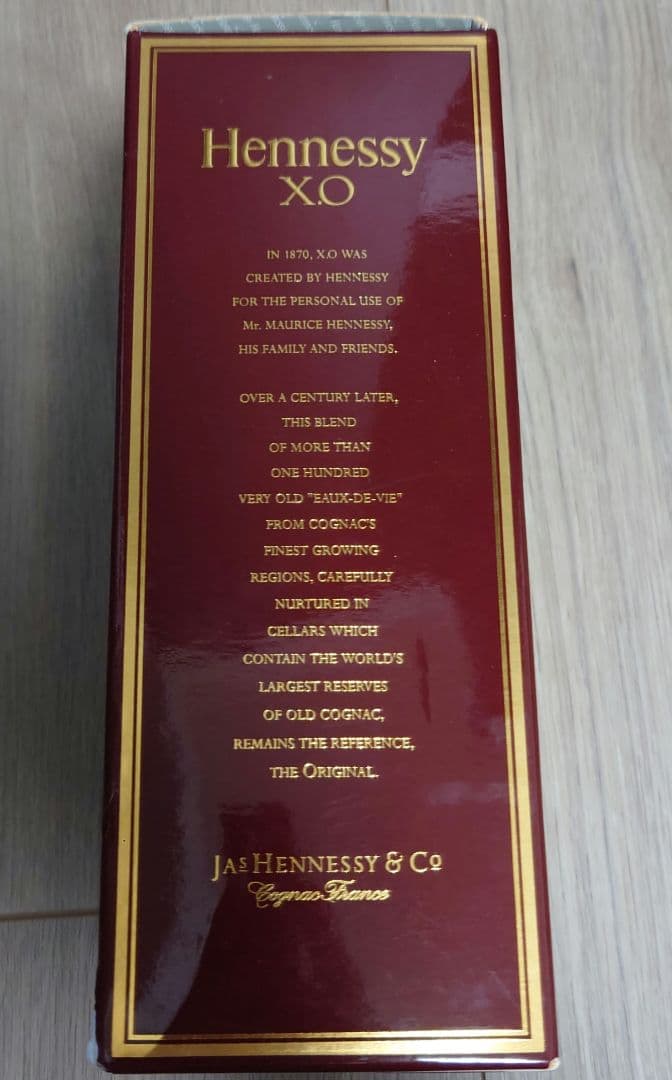 Hennessy
X.O
IN 1870, X.O WAS
CREATED BY HENNESSY
FOR THE PERSONAL USE OF
Mr. MAURICE HENNESSY,
HIS FAMILY AND FRIENDS.
OVER A CENTURY LATER,
THIS BLEND
OF MORE THAN
ONE HUNDRED
VERY OLD "EAUX-DE-VIE"
FROM COGNAC'S
FINEST GROWING
REGIONS, CAREFULLY
NURTURED IN
CELLARS WHICH
CONTAIN THE WORLD'S
LARGEST RESERVES
OF OLD COGNAC,
REMAINS THE REFERENCE,
THE ORIGINAL.
JAS HENNESSY & Co
Cognac-France